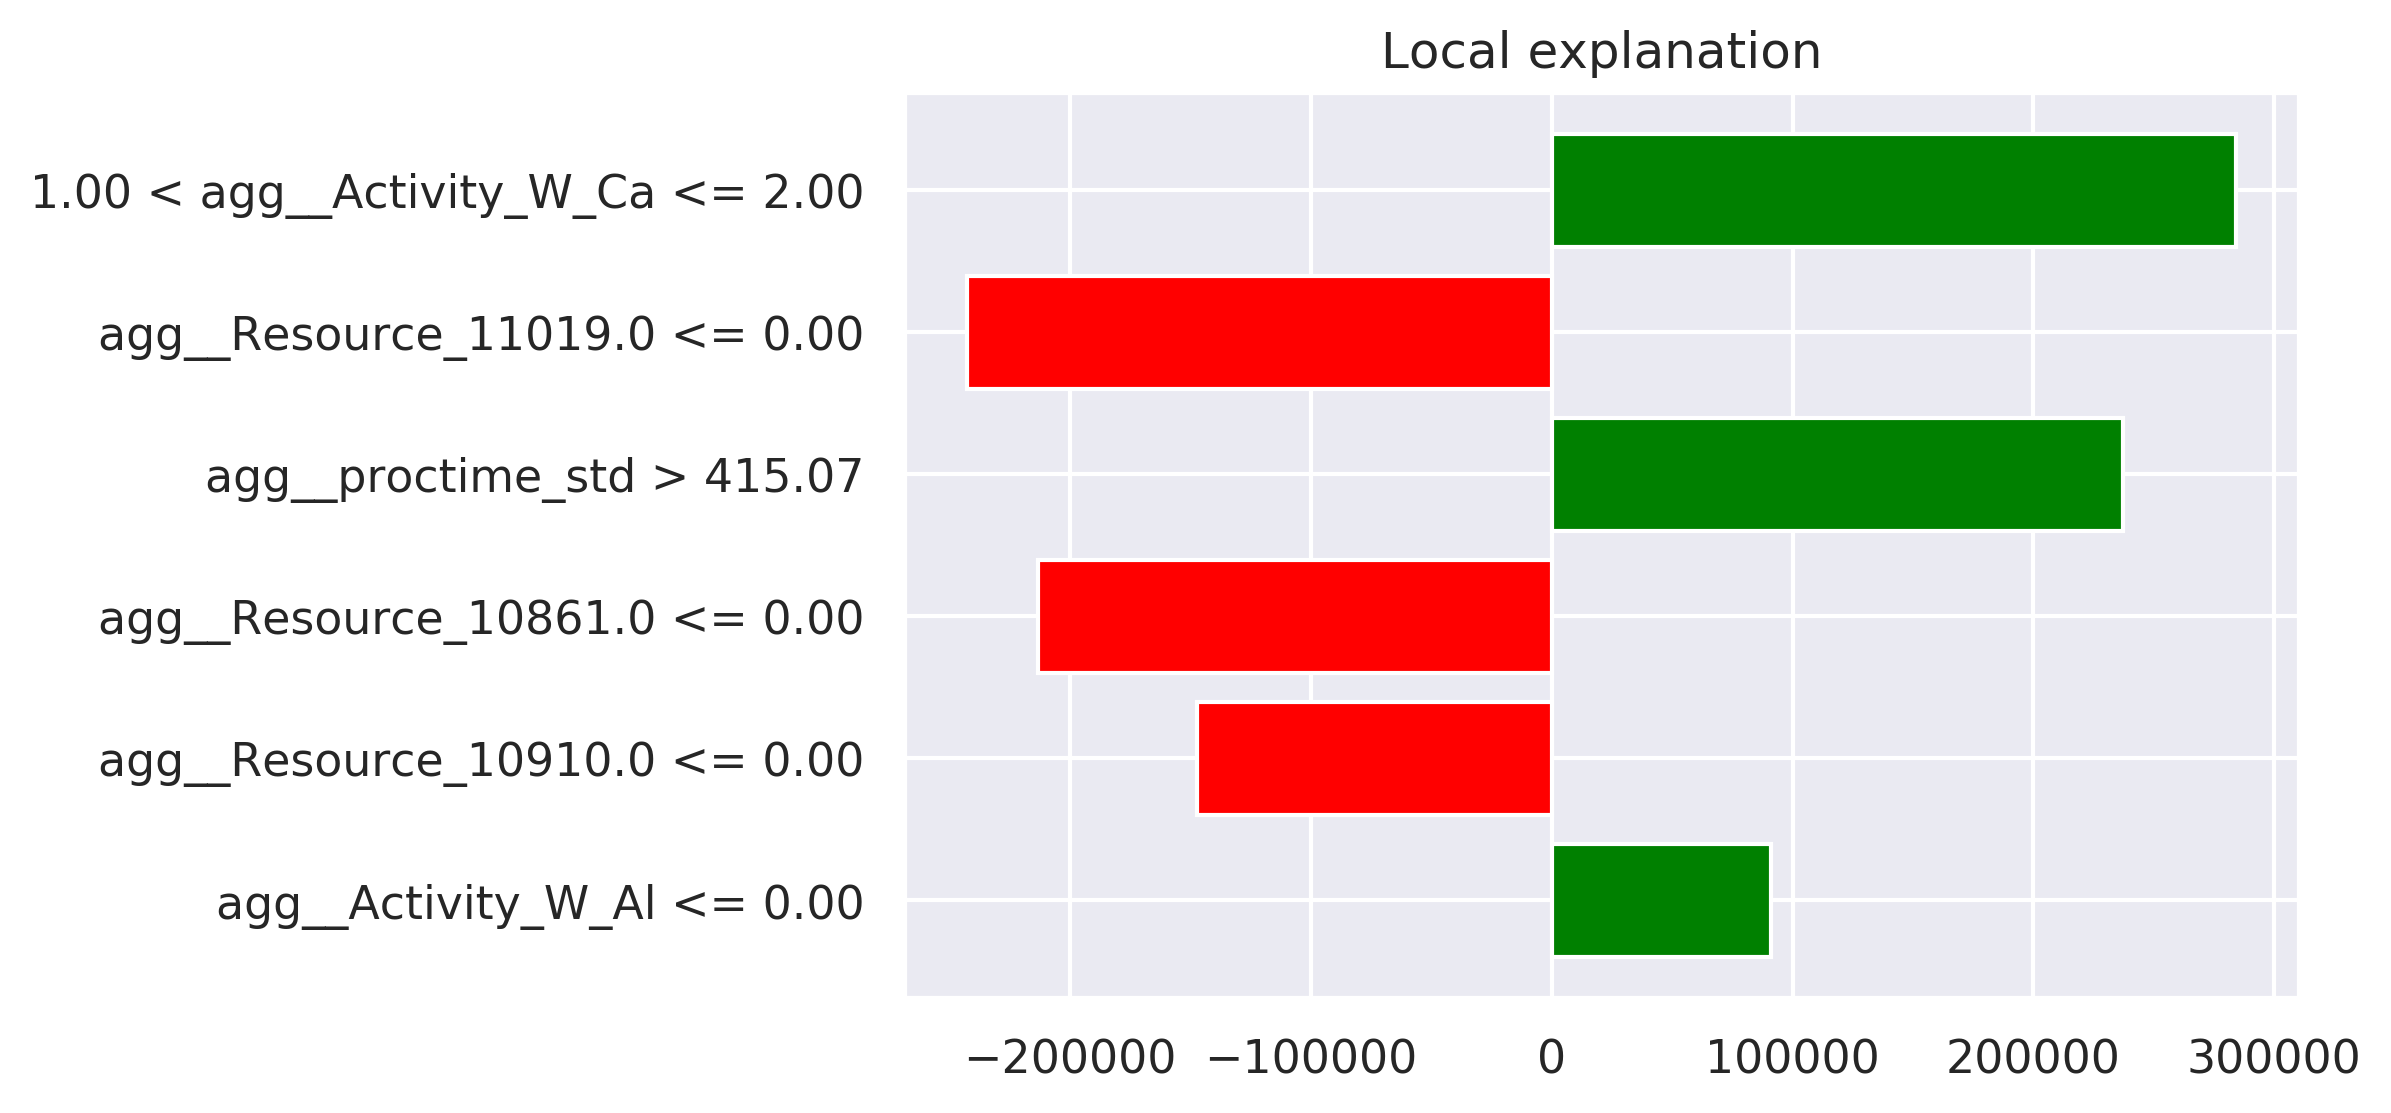 Local explanation
1.00 < agg__Activity_W_Ca <= 2.00
agg__Resource_11019.0 <= 0.00
agg__proctime_std > 415.07
agg__Resource_10861.0 <= 0.00
agg__Resource_10910.0 <= 0.00
agg__Activity_W_Al <= 0.00
−200000 −100000 0 100000 200000 300000